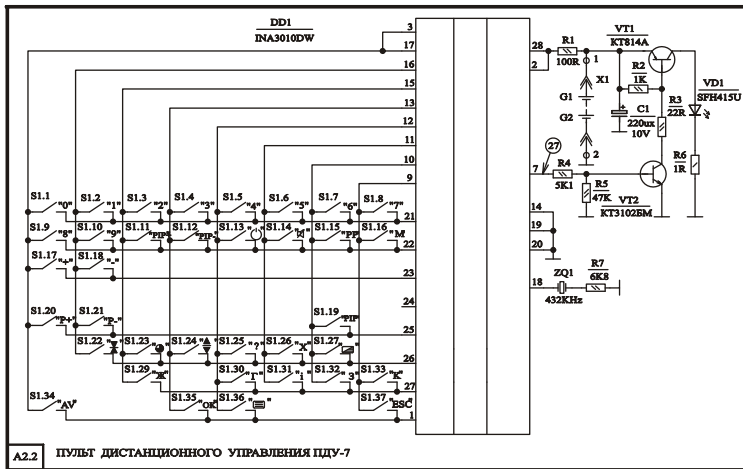 DD1
INA3010DW
3
17
16
15
13
12
11
10
9
21
22
23
24
25
26
27
1
28
2
7
14
19
20
18
S1.1 "0" S1.2 "1" S1.3 "2" S1.4 "3" S1.5 "4" S1.6 "5" S1.7 "6" S1.8 "7"
S1.9 "8" S1.10 "9" S1.11 "PIP" S1.12 "PIP" S1.13 S1.14 S1.15 "PP" S1.16 "M"
S1.17 "+" S1.18 "-"
S1.19 "PIP"
S1.20 "P+" S1.21 "P-"
S1.22 S1.23 S1.24 S1.25 "?" S1.26 "X" S1.27
S1.29 "Ж" S1.30 "Г" S1.31 "i" S1.32 "З" S1.33 "K"
S1.34 "AV" S1.35 "OK" S1.36 S1.37 "ESC"
R1
100R
1
X1
G1
G2
2
VT1
КТ814А
R2
1K
C1
+
220ux
10V
R3
22R
VD1
SFH415U
R6
1R
27
R4
5K1
R5
47K
VT2
КТ3102БМ
ZQ1
432KHz
R7
6K8
А2.2 ПУЛЬТ ДИСТАНЦИОННОГО УПРАВЛЕНИЯ ПДУ-7